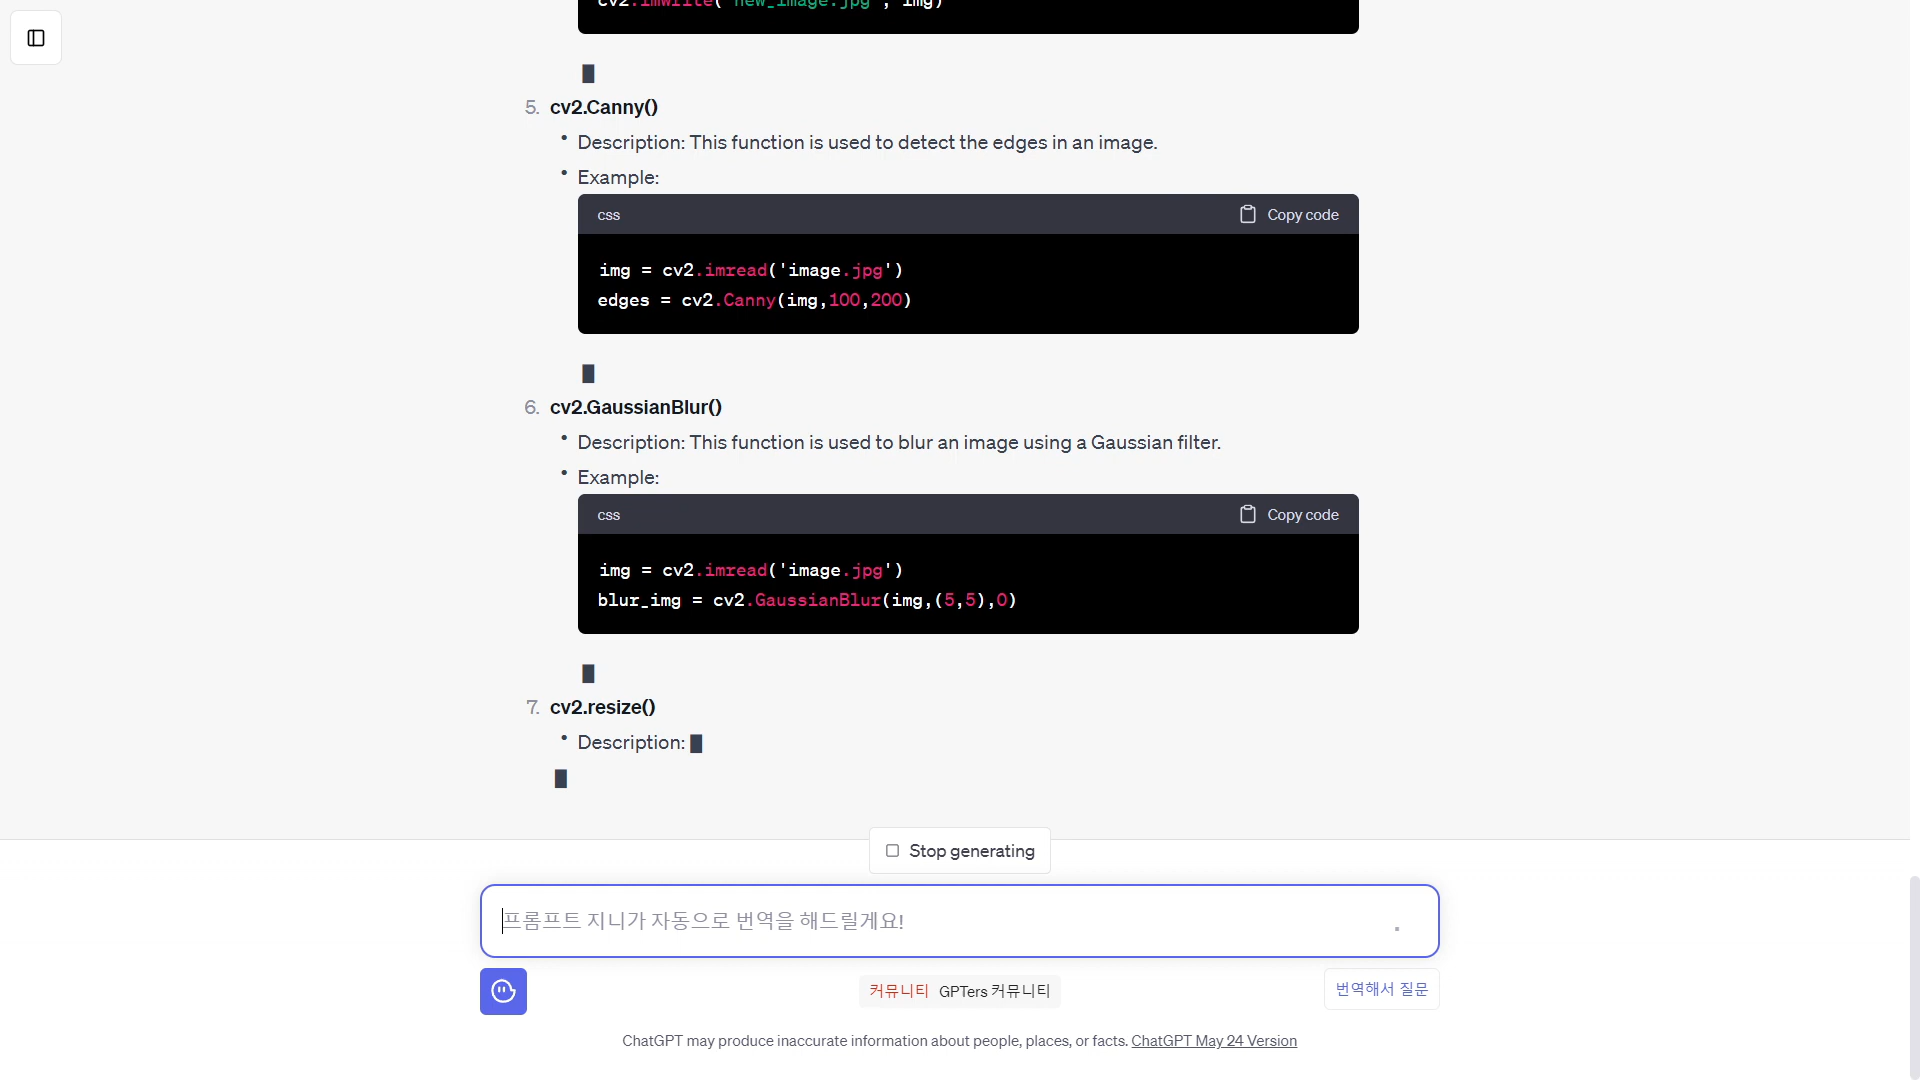 cv2.imwrite('new_image.jpg', img)
5. cv2.Canny()
• Description: This function is used to detect the edges in an image.
• Example:
css Copy code
img = cv2.imread('image.jpg')
edges = cv2.Canny(img,100,200)
6. cv2.GaussianBlur()
• Description: This function is used to blur an image using a Gaussian filter.
• Example:
css Copy code
img = cv2.imread('image.jpg')
blur_img = cv2.GaussianBlur(img,(5,5),0)
7. cv2.resize()
• Description:
Stop generating
프롬프트 지니가 자동으로 번역을 해드릴게요!
커뮤니티 GPTers 커뮤니티
번역해서 질문
ChatGPT may produce inaccurate information about people, places, or facts. ChatGPT May 24 Version